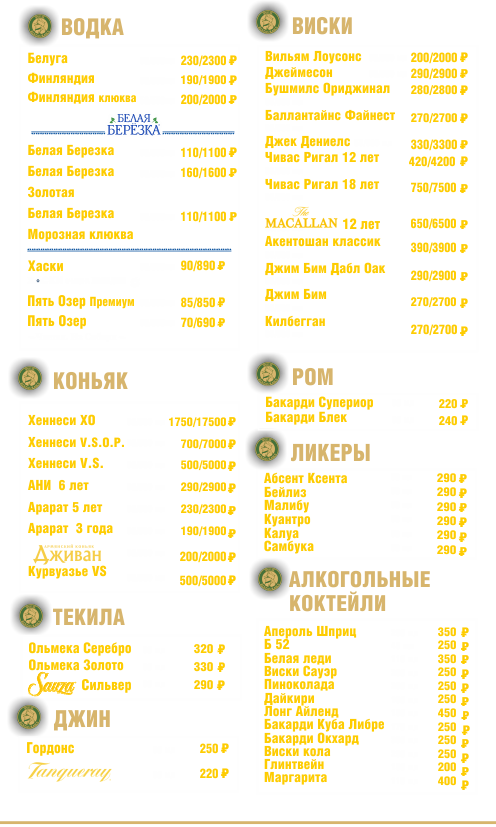 ВОДКА
Белуга 230/2300 ₽
Финляндия 190/1900 ₽
Финляндия клюква 200/2000 ₽
БЕЛАЯ
БЕРЕЗКА
Белая Березка 110/1100 ₽
Белая Березка 160/1600 ₽
Золотая
Белая Березка 110/1100 ₽
Морозная клюква
Хаски 90/890 ₽
Пять Озер Премиум 85/850 ₽
Пять Озер 70/690 ₽
КОНЬЯК
Хеннеси ХО 1750/17500 ₽
Хеннеси V.S.O.P. 700/7000 ₽
Хеннеси V.S. 500/5000 ₽
АНИ 6 лет 290/2900 ₽
Арарат 5 лет 230/2300 ₽
Арарат 3 года 190/1900 ₽
Дживан 200/2000 ₽
Курвуазье VS 500/5000 ₽
ТЕКИЛА
Ольмека Серебро 320 ₽
Ольмека Золото 330 ₽
Sauza Сильвер 290 ₽
ДЖИН
Гордонс 250 ₽
Tanqueray 220 ₽
ВИСКИ
Вильям Лоусонс 200/2000 ₽
Джеймесон 290/2900 ₽
Бушмилс Ориджинал 280/2800 ₽
Баллантайнс Файнест 270/2700 ₽
Джек Дениелс 330/3300 ₽
Чивас Ригал 12 лет 420/4200 ₽
Чивас Ригал 18 лет 750/7500 ₽
The
MACALLAN 12 лет 650/6500 ₽
Акентошан классик 390/3900 ₽
Джим Бим Дабл Оак 290/2900 ₽
Джим Бим 270/2700 ₽
Килбегган 270/2700 ₽
РОМ
Бакарди Супериор 220 ₽
Бакарди Блек 240 ₽
ЛИКЕРЫ
Абсент Ксента 290 ₽
Бейлиз 290 ₽
Малибу 290 ₽
Куантро 290 ₽
Калуа 290 ₽
Самбука 290 ₽
АЛКОГОЛЬНЫЕ
КОКТЕЙЛИ
Апероль Шприц 350 ₽
Б 52 250 ₽
Белая леди 350 ₽
Виски Сауэр 250 ₽
Пиноколада 250 ₽
Дайкири 250 ₽
Лонг Айленд 450 ₽
Бакарди Куба Либре 250 ₽
Бакарди Окхард 250 ₽
Виски кола 250 ₽
Глинтвейн 200 ₽
Маргарита 400 ₽